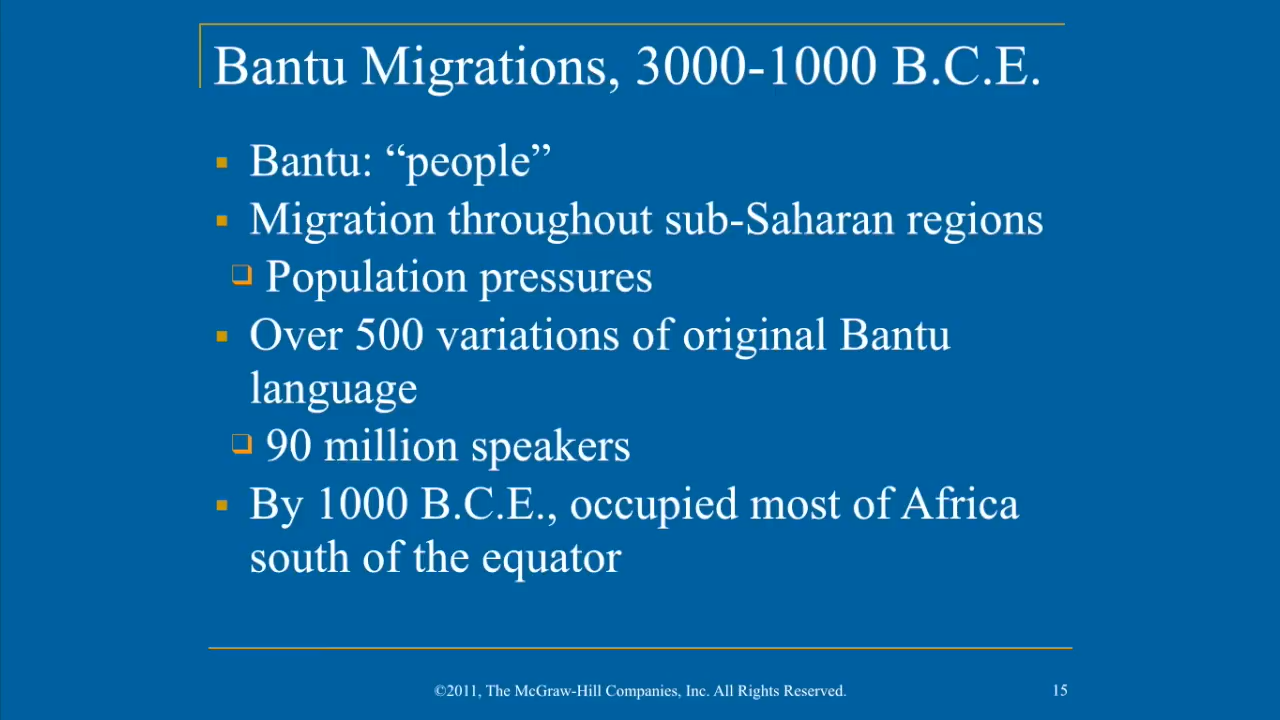 Bantu Migrations, 3000-1000 B.C.E.
Bantu: “people”
Migration throughout sub-Saharan regions
Population pressures
Over 500 variations of original Bantu
language
90 million speakers
By 1000 B.C.E., occupied most of Africa
south of the equator
©2011, The McGraw-Hill Companies, Inc. All Rights Reserved.
15